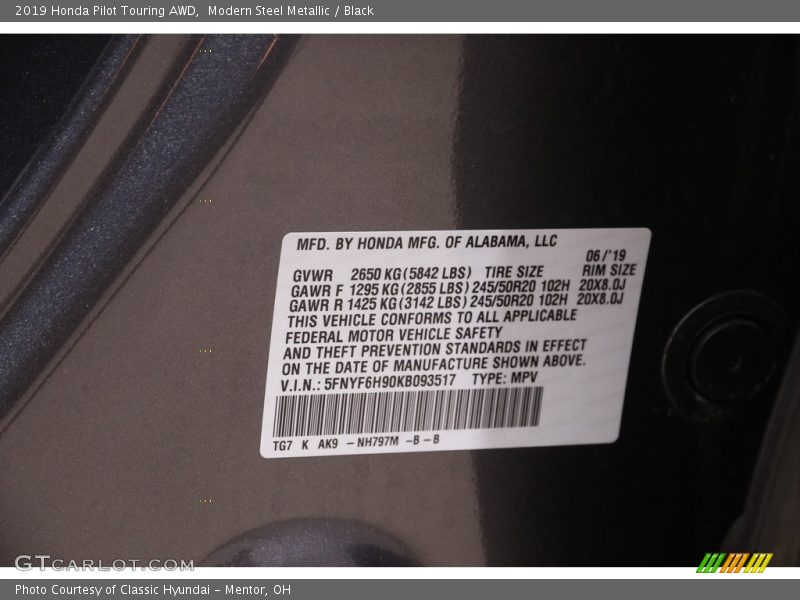 2019 Honda Pilot Touring AWD,  Modern Steel Metallic / Black
MFD. BY HONDA MFG. OF ALABAMA, LLC
06/'19
GVWR 2650 KG(5842 LBS) TIRE SIZE RIM SIZE
GAWR F 1295 KG(2855 LBS) 245/50R20 102H 20X8.0J
GAWR R 1425 KG(3142 LBS) 245/50R20 102H 20X8.0J
THIS VEHICLE CONFORMS TO ALL APPLICABLE
FEDERAL MOTOR VEHICLE SAFETY
AND THEFT PREVENTION STANDARDS IN EFFECT
ON THE DATE OF MANUFACTURE SHOWN ABOVE.
V.I.N.: 5FNYF6H90KB093517 TYPE: MPV
TG7 K AK9 -NH797M -B-B
GTCARLOT.COM
Photo Courtesy of Classic Hyundai - Mentor, OH